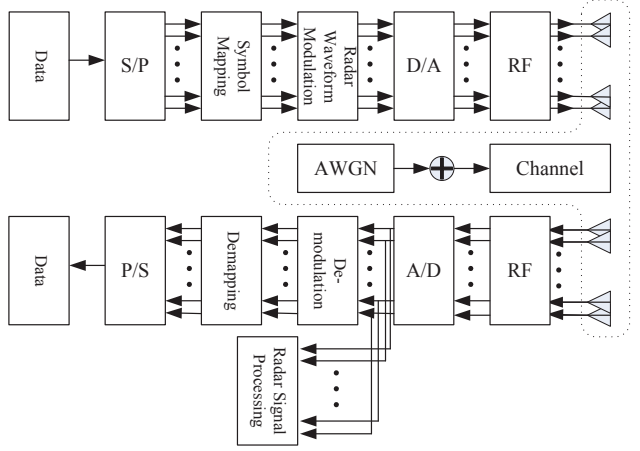 Data
S/P
Symbol
Mapping
Radar
Waveform
Modulation
D/A
RF
AWGN
Channel
Data
P/S
Demapping
De-
modulation
A/D
RF
Radar Signal
Processing